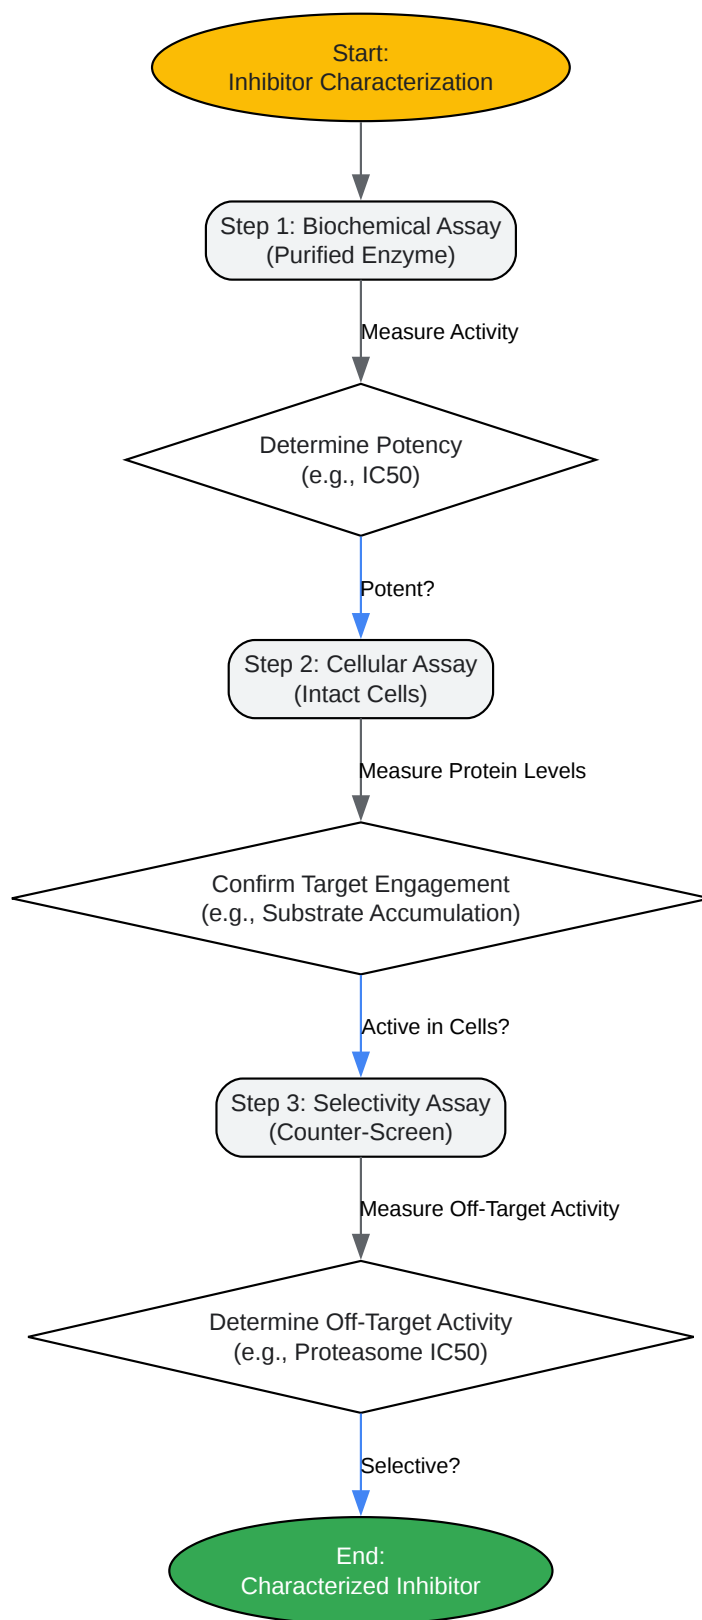 Start:
Inhibitor Characterization
Step 1: Biochemical Assay
(Purified Enzyme)
Measure Activity
Determine Potency
(e.g., IC50)
Potent?
Step 2: Cellular Assay
(Intact Cells)
Measure Protein Levels
Confirm Target Engagement
(e.g., Substrate Accumulation)
Active in Cells?
Step 3: Selectivity Assay
(Counter-Screen)
Measure Off-Target Activity
Determine Off-Target Activity
(e.g., Proteasome IC50)
Selective?
End:
Characterized Inhibitor